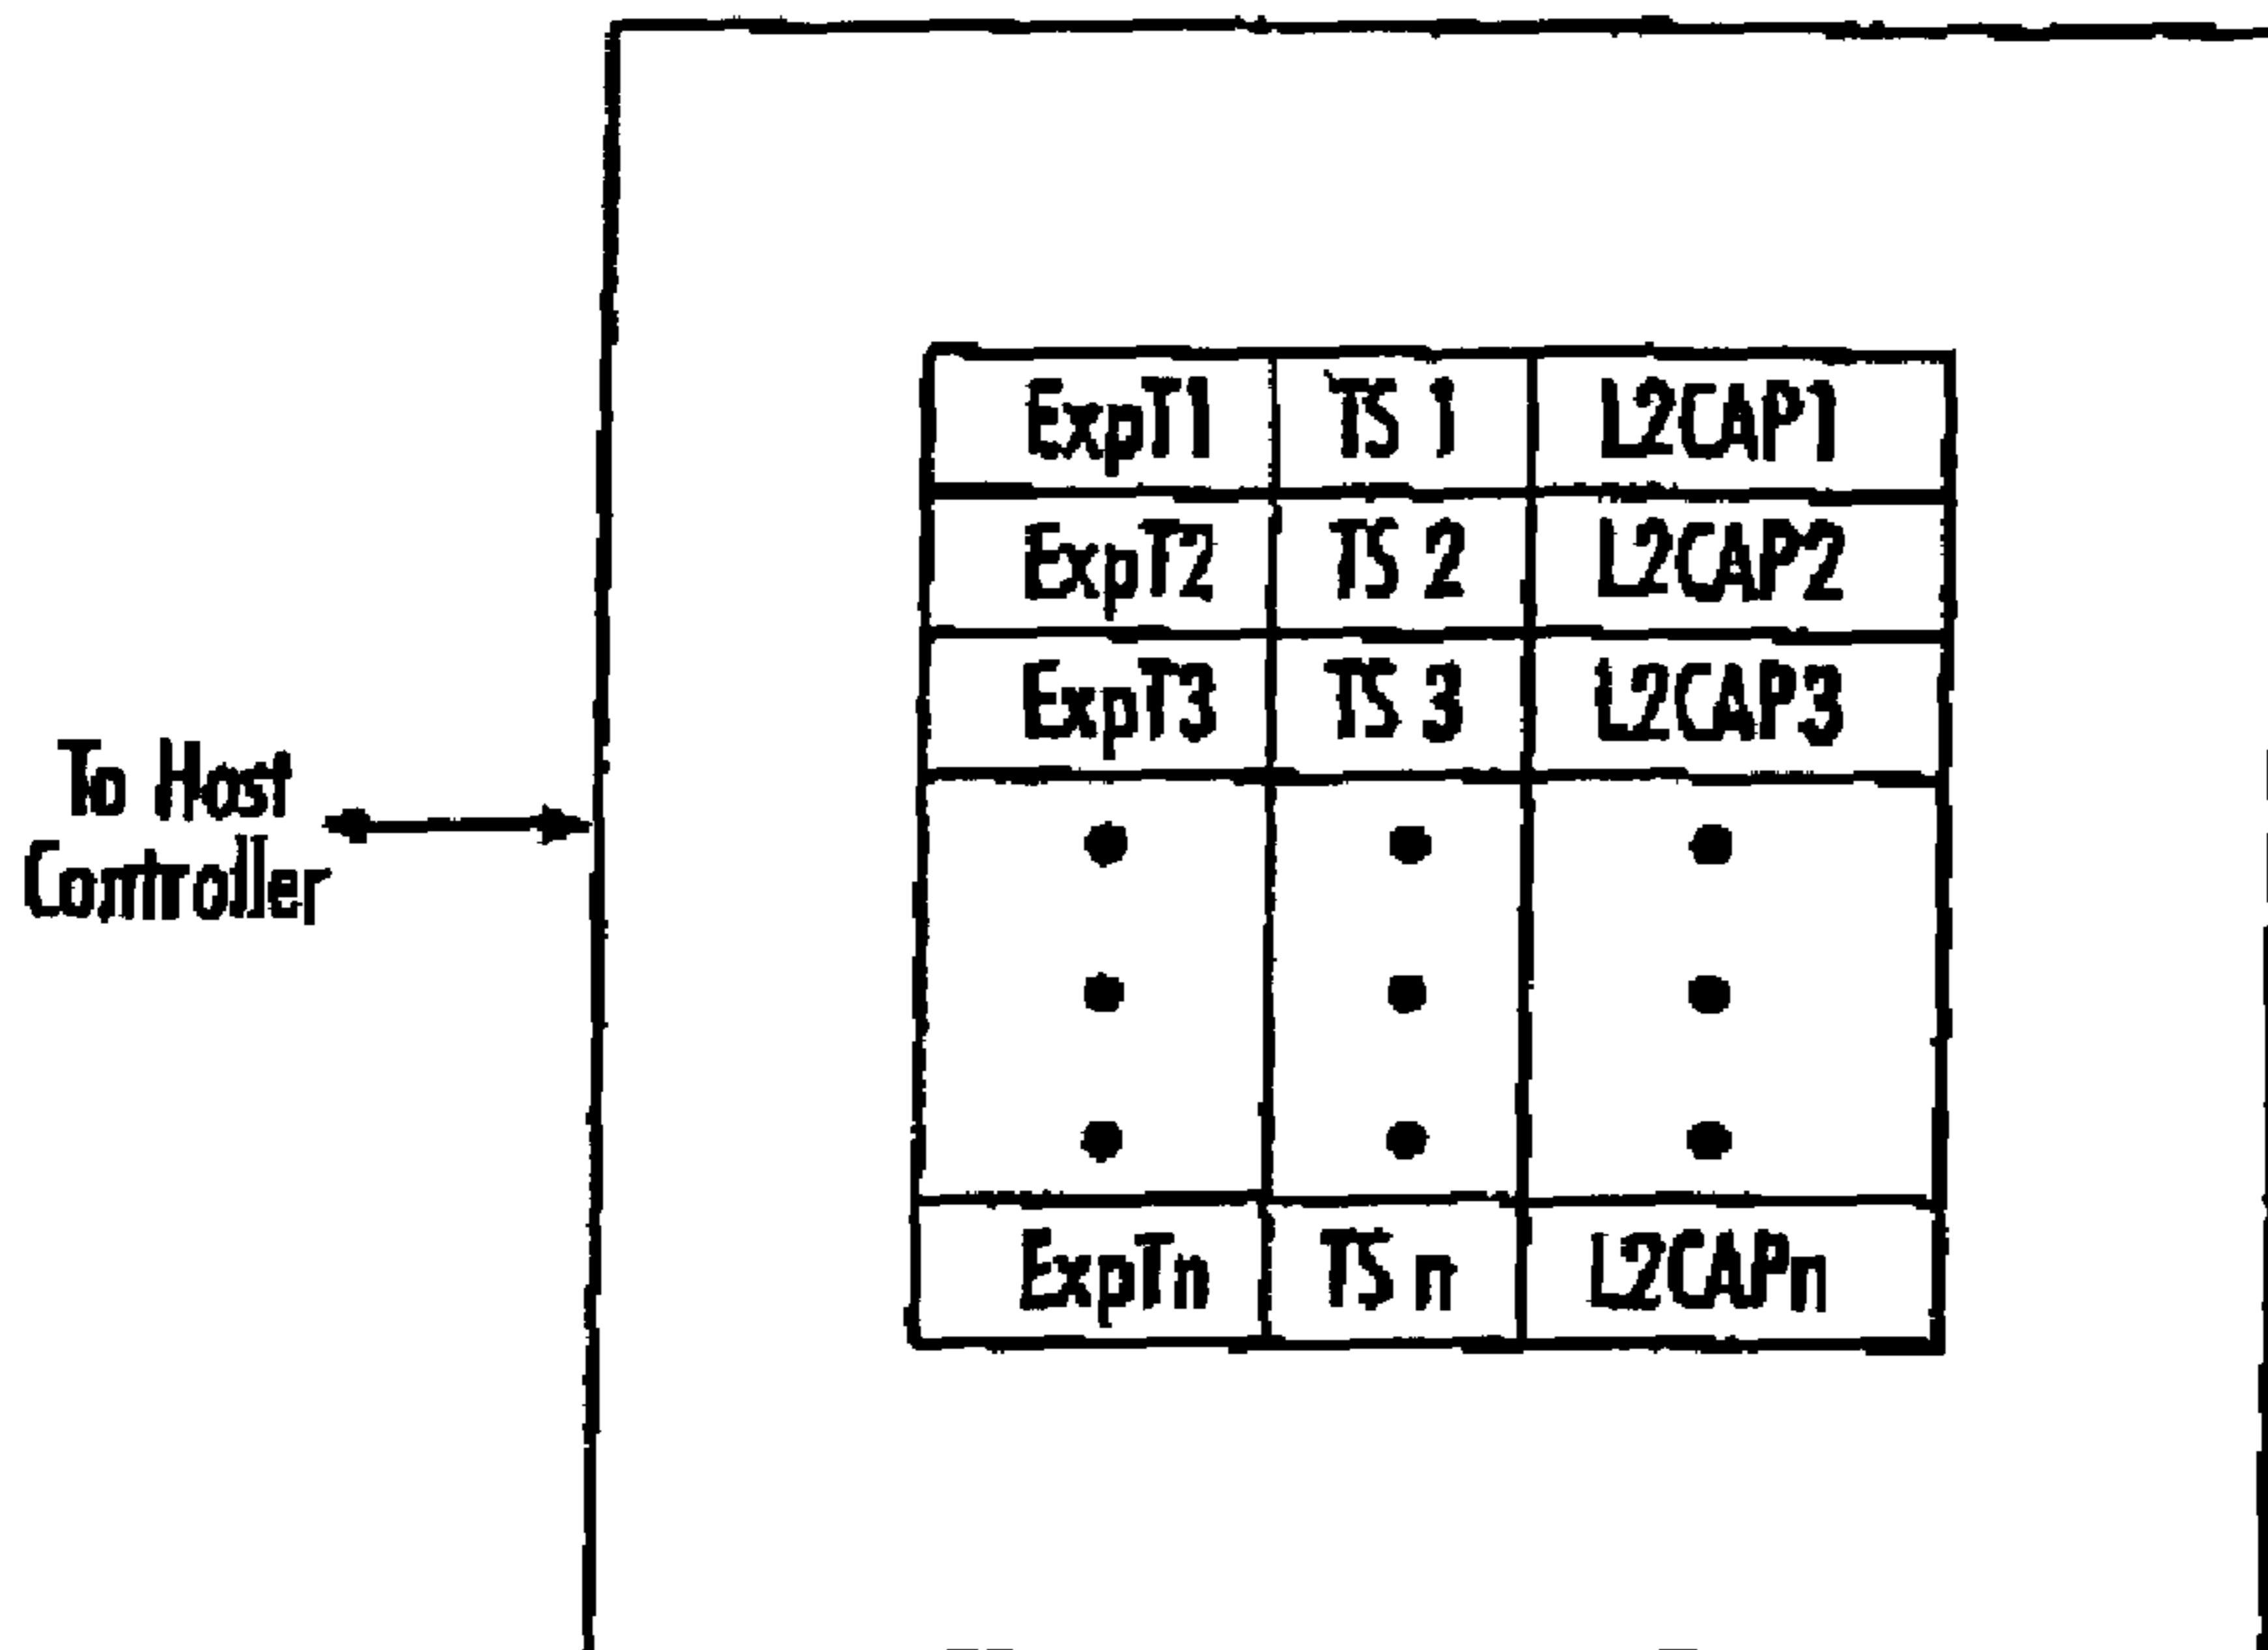 ExpT1 TS 1 L2CAP1
ExpT2 TS 2 L2CAP2
ExpT3 TS 3 L2CAP3
To Host
Controller
ExpTn TS n L2CAPn